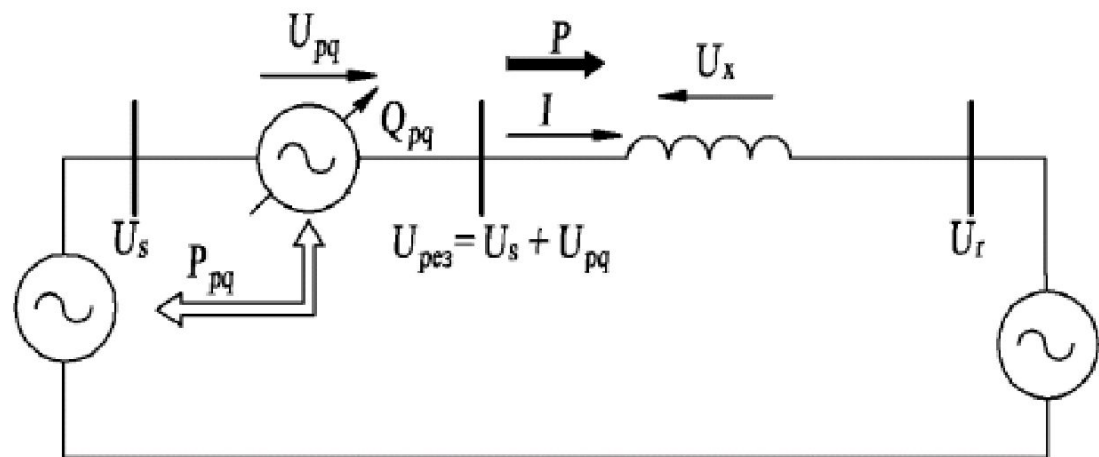 U_pq
P
U_x
Q_pq
I
U_s
U_рез = U_s + U_pq
U_r
P_pq